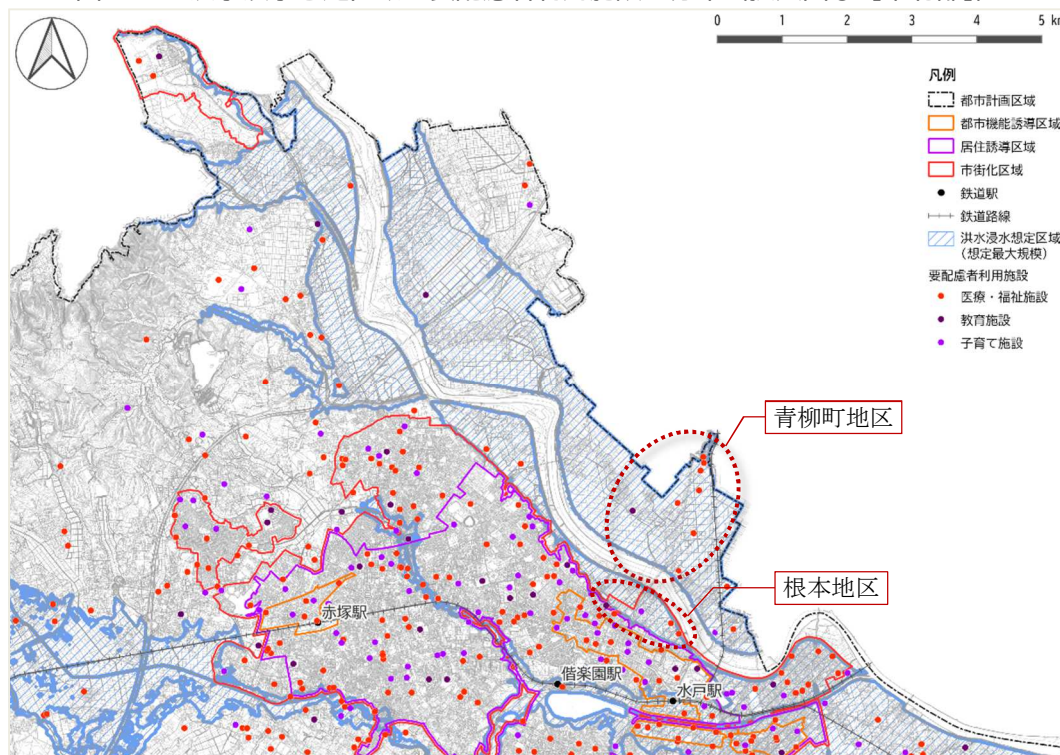 0 1 2 3 4 5 km
凡例
都市計画区域
都市機能誘導区域
居住誘導区域
市街化区域
鉄道駅
鉄道路線
洪水浸水想定区域
(想定最大規模)
要配慮者利用施設
医療・福祉施設
教育施設
子育て施設
青柳町地区
根本地区
赤塚駅
偕楽園駅
水戸駅